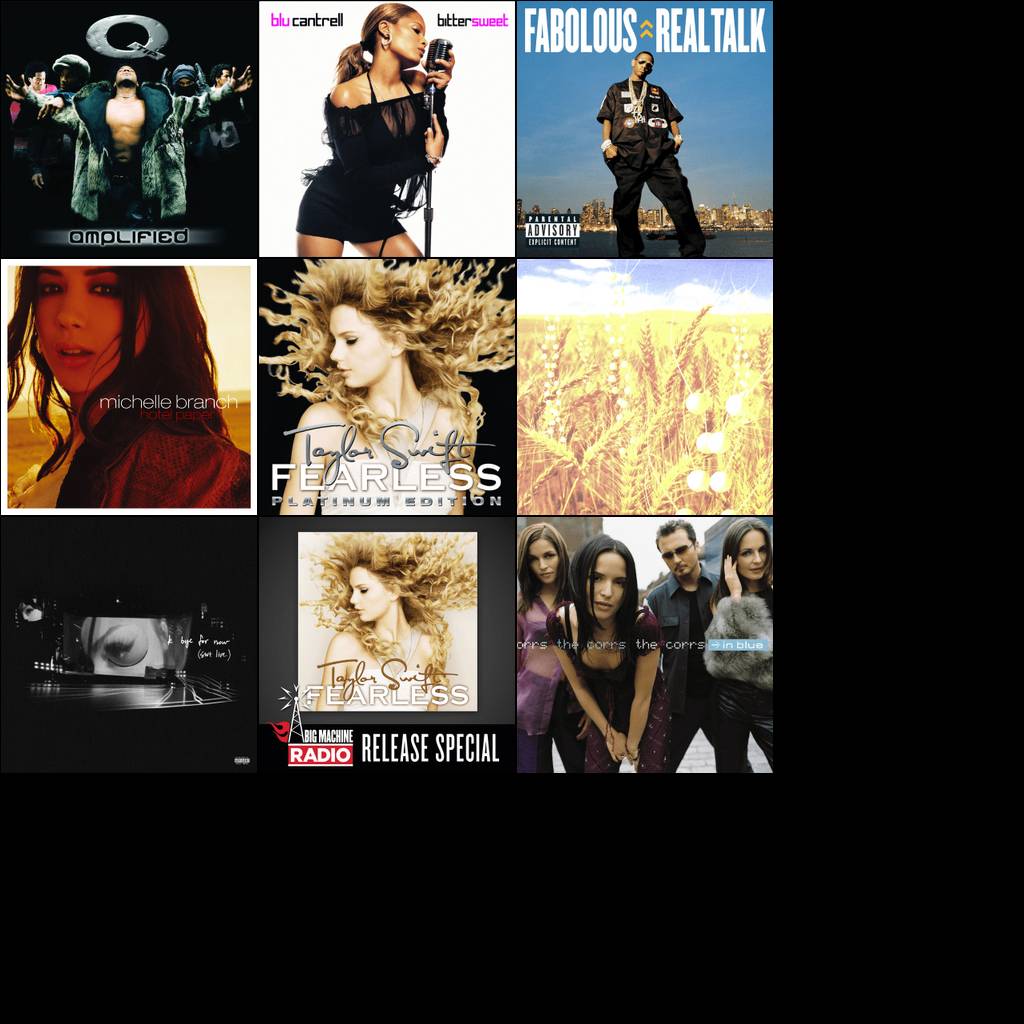 Q
amplified
blu cantrell
bittersweet
FABOLOUS REAL TALK
PARENTAL
ADVISORY
EXPLICIT CONTENT
michelle branch
hotel paper
Taylor Swift
FEARLESS
PLATINUM EDITION
k bye for now
(swt live)
Taylor Swift
FEARLESS
BIG MACHINE
RADIO
RELEASE SPECIAL
orrs the corrs the corrs in blue